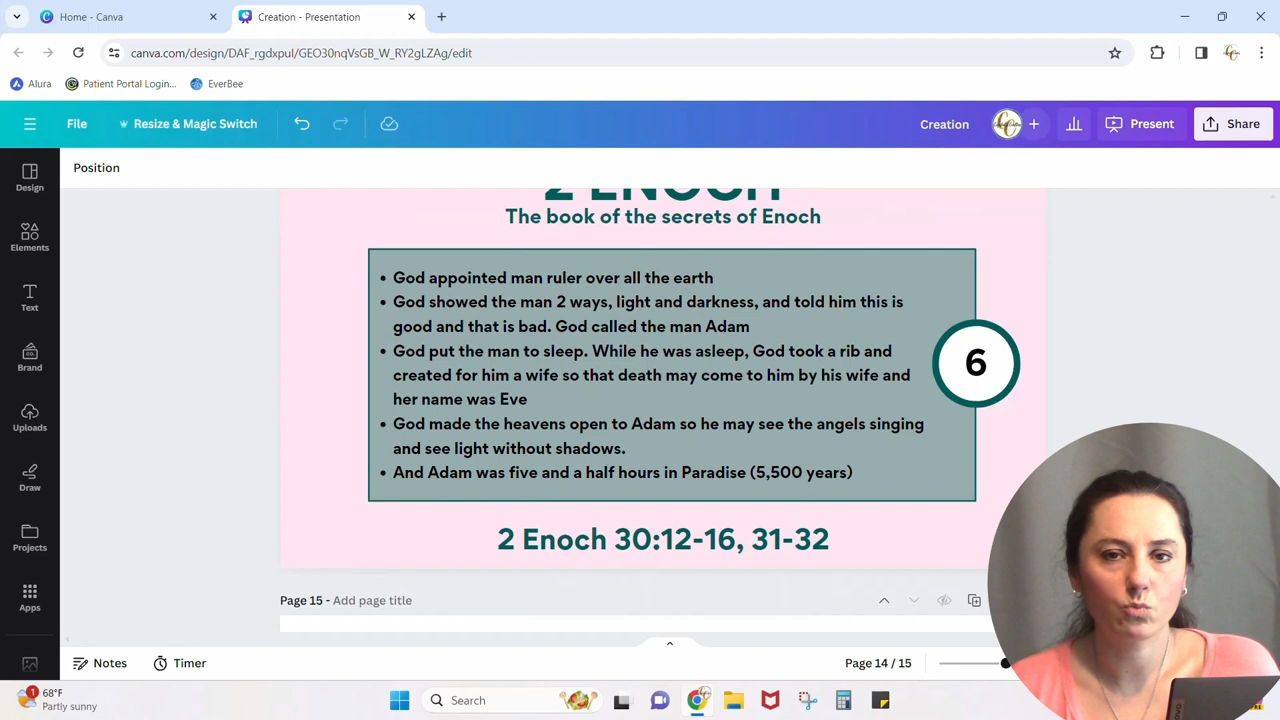 Home - Canva
Creation - Presentation
canva.com/design/DAF_rgdxpuI/GEO30nqVsGB_W_RY2gLZAg/edit
Alura
Patient Portal Login...
EverBee
File
Resize & Magic Switch
Creation
Present
Share
Position
Design
Elements
Text
Brand
Uploads
Draw
Projects
Apps
2 ENOCH
The book of the secrets of Enoch
• God appointed man ruler over all the earth
• God showed the man 2 ways, light and darkness, and told him this is
good and that is bad. God called the man Adam
• God put the man to sleep. While he was asleep, God took a rib and
created for him a wife so that death may come to him by his wife and
her name was Eve
• God made the heavens open to Adam so he may see the angels singing
and see light without shadows.
• And Adam was five and a half hours in Paradise (5,500 years)
6
2 Enoch 30:12-16, 31-32
Page 15 - Add page title
Notes
Timer
Page 14 / 15
1
68°F
Partly sunny
Search